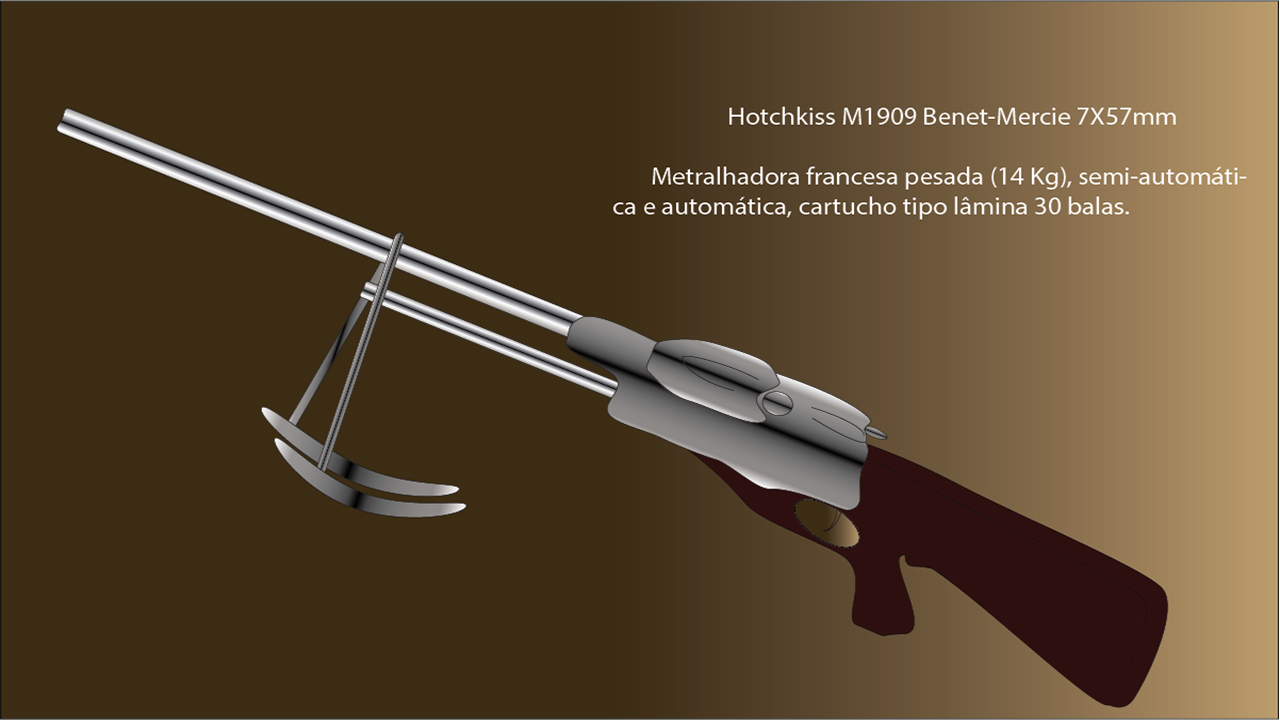 Hotchkiss M1909 Benet-Mercie 7X57mm
Metralhadora francesa pesada (14 Kg), semi-automáti-
ca e automática, cartucho tipo lâmina 30 balas.